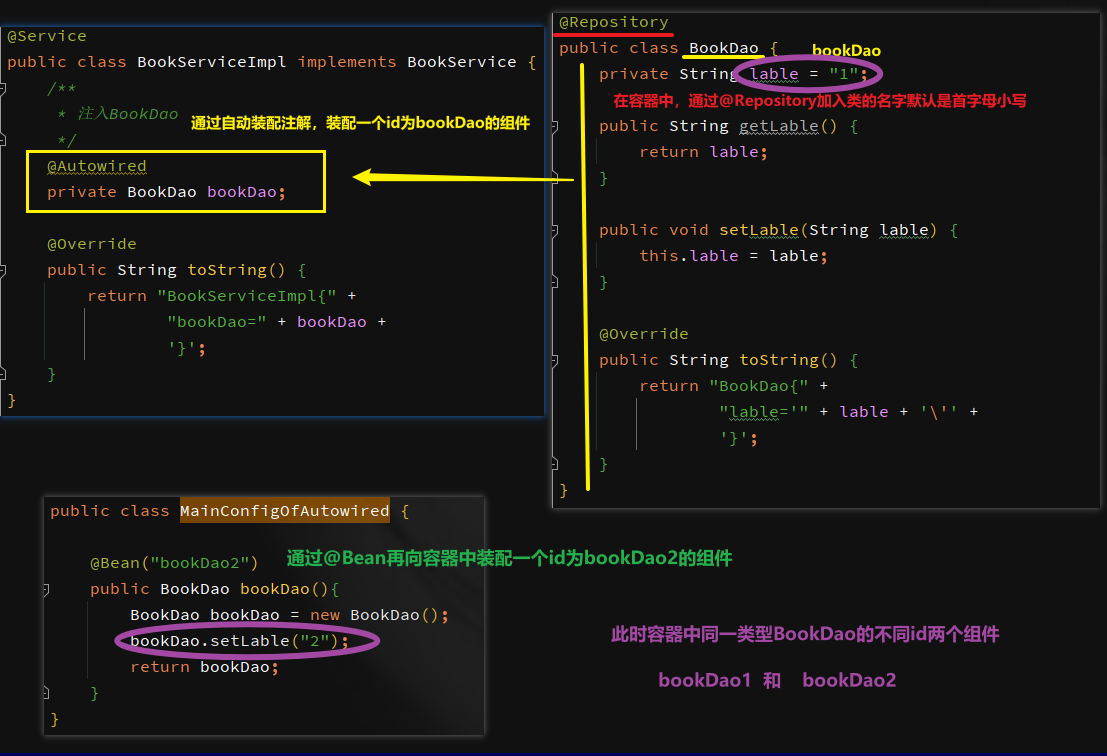 @Service
public class BookServiceImpl implements BookService {
/**
* 注入BookDao
通过自动装配注解，装配一个id为bookDao的组件
*/
@Autowired
private BookDao bookDao;
@Override
public String toString() {
return "BookServiceImpl{" +
"bookDao=" + bookDao +
'}';
}
}
@Repository
public class BookDao {
bookDao
private String lable = "1";
在容器中，通过@Repository加入类的名字默认是首字母小写
public String getLable() {
return lable;
}
public void setLable(String lable) {
this.lable = lable;
}
@Override
public String toString() {
return "BookDao{" +
"lable='" + lable + '\'' +
'}';
}
}
public class MainConfigOfAutowired {
@Bean("bookDao2")
通过@Bean再向容器中装配一个id为bookDao2的组件
public BookDao bookDao(){
BookDao bookDao = new BookDao();
bookDao.setLable("2");
return bookDao;
}
}
此时容器中同一类型BookDao的不同id两个组件
bookDao1 和 bookDao2